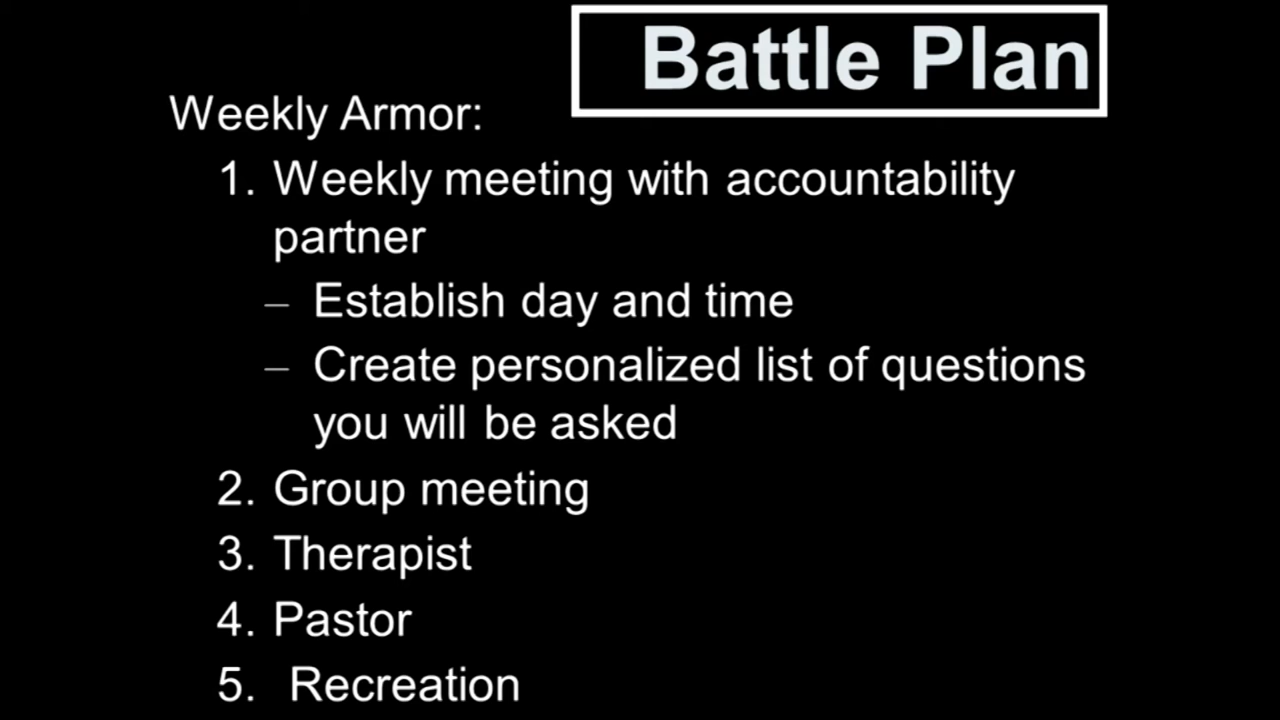 Battle Plan
Weekly Armor:
1. Weekly meeting with accountability
partner
– Establish day and time
– Create personalized list of questions
you will be asked
2. Group meeting
3. Therapist
4. Pastor
5. Recreation